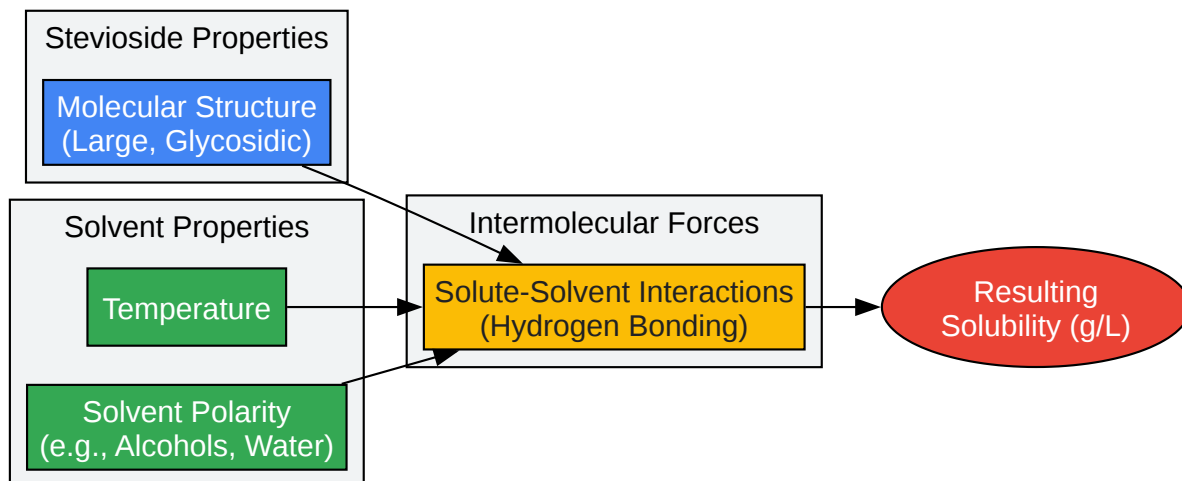 Stevioside Properties
Molecular Structure
(Large, Glycosidic)
Solvent Properties
Temperature
Solvent Polarity
(e.g., Alcohols, Water)
Intermolecular Forces
Solute-Solvent Interactions
(Hydrogen Bonding)
Resulting
Solubility (g/L)